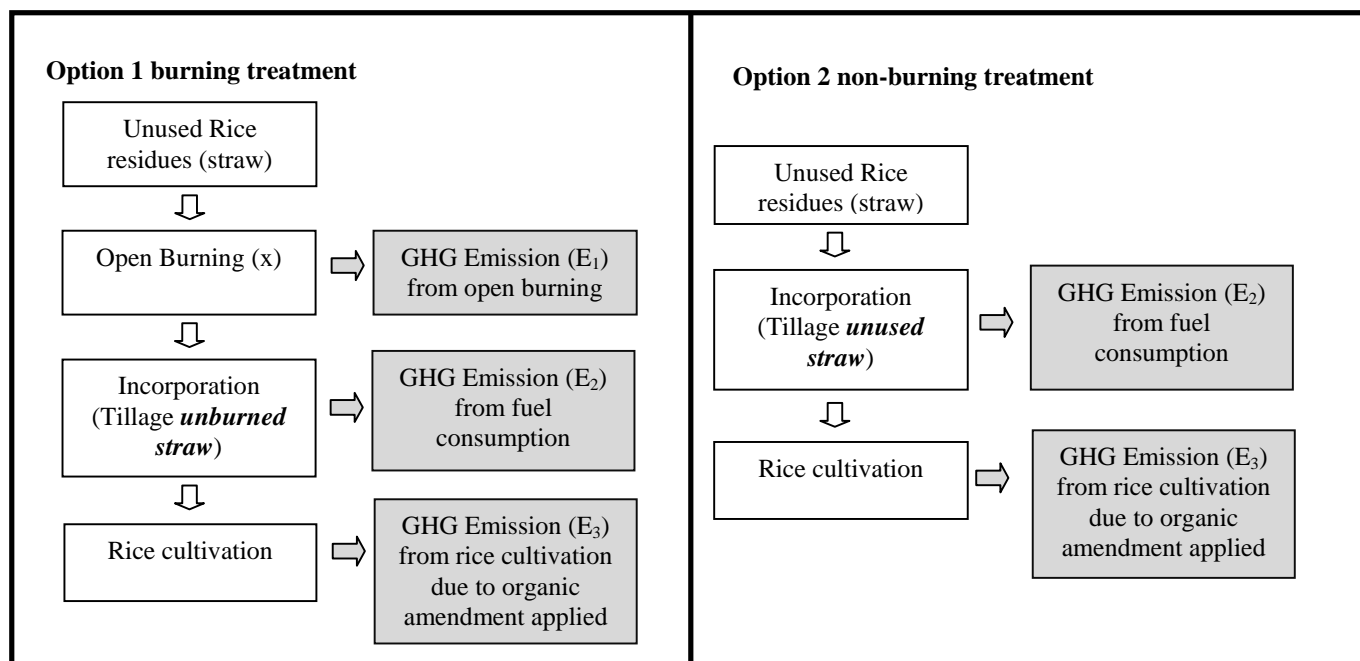 Option 1 burning treatment
Unused Rice
residues (straw)
Open Burning (x)
GHG Emission (E₁)
from open burning
Incorporation
(Tillage unburned
straw)
GHG Emission (E₂)
from fuel
consumption
Rice cultivation
GHG Emission (E₃)
from rice cultivation
due to organic
amendment applied
Option 2 non-burning treatment
Unused Rice
residues (straw)
Incorporation
(Tillage unused
straw)
GHG Emission (E₂)
from fuel
consumption
Rice cultivation
GHG Emission (E₃)
from rice cultivation
due to organic
amendment applied